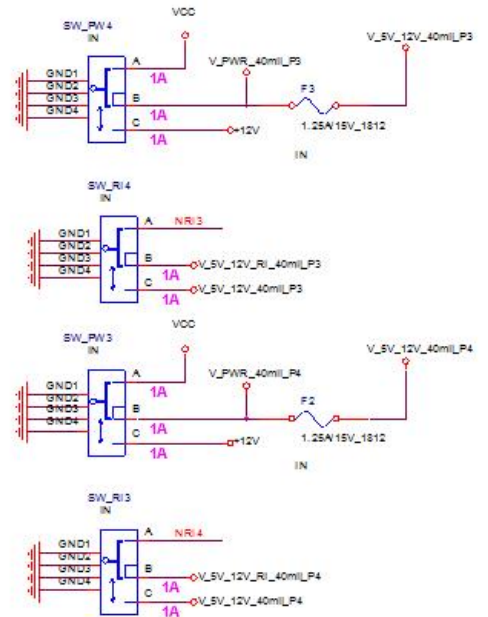 SW_PW4
IN
VCC
V_5V_12V_40mil_P3
GND1
GND2
GND3
GND4
A
1A
V_PWR_40mil_P3
B
1A
F3
C
+12V
1A
1.25A/15V_1812
IN
SW_RI4
IN
GND1
GND2
GND3
GND4
A
NRI3
B
V_5V_12V_RI_40mil_P3
1A
C
V_5V_12V_40mil_P3
1A
SW_PW3
IN
VCC
V_5V_12V_40mil_P4
GND1
GND2
GND3
GND4
A
1A
V_PWR_40mil_P4
B
1A
F2
C
+12V
1A
1.25A/15V_1812
IN
SW_RI3
IN
GND1
GND2
GND3
GND4
A
NRI4
B
V_5V_12V_RI_40mil_P4
1A
C
V_5V_12V_40mil_P4
1A